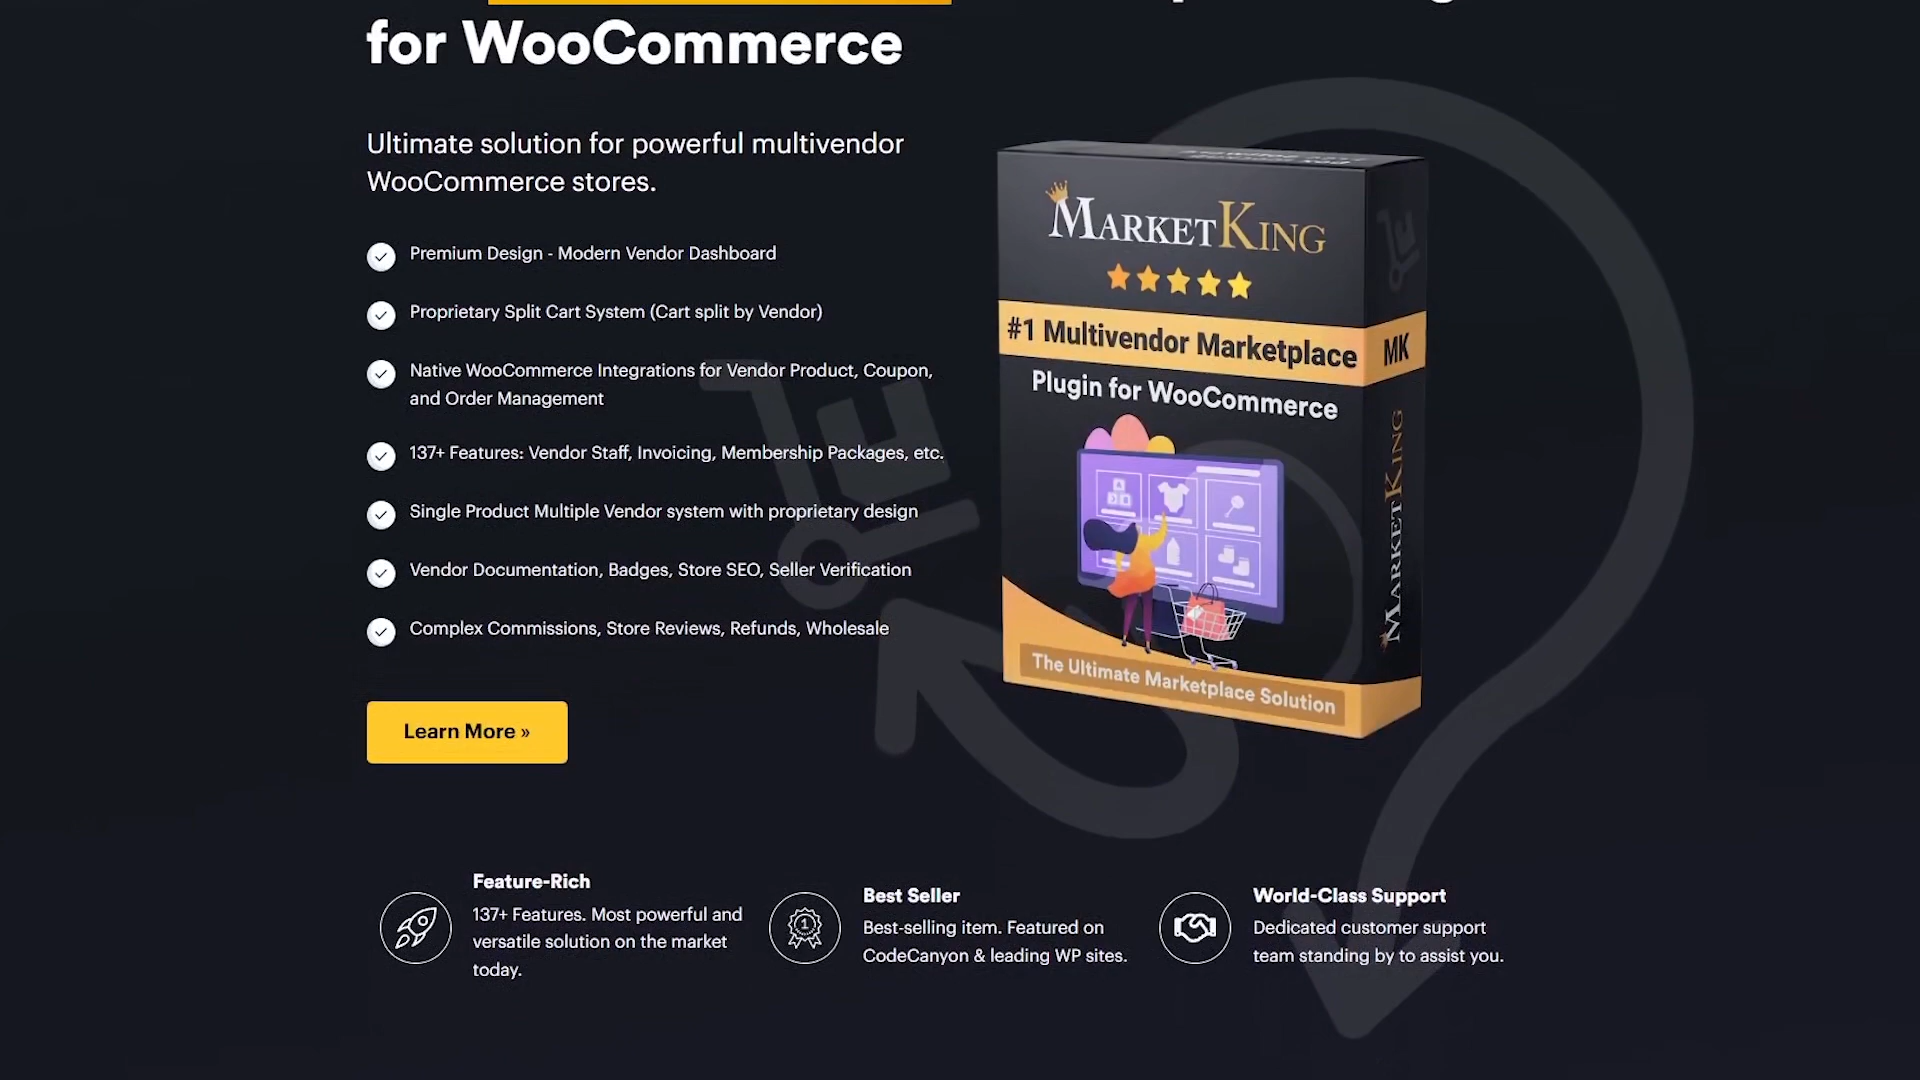 for WooCommerce
Ultimate solution for powerful multivendor
WooCommerce stores.
Premium Design - Modern Vendor Dashboard
Proprietary Split Cart System (Cart split by Vendor)
Native WooCommerce Integrations for Vendor Product, Coupon,
and Order Management
137+ Features: Vendor Staff, Invoicing, Membership Packages, etc.
Single Product Multiple Vendor system with proprietary design
Vendor Documentation, Badges, Store SEO, Seller Verification
Complex Commissions, Store Reviews, Refunds, Wholesale
Learn More »
MARKETKING
#1 Multivendor Marketplace
MK
Plugin for WooCommerce
MARKETKING
The Ultimate Marketplace Solution
Feature-Rich
137+ Features. Most powerful and
versatile solution on the market
today.
1
Best Seller
Best-selling item. Featured on
CodeCanyon & leading WP sites.
World-Class Support
Dedicated customer support
team standing by to assist you.